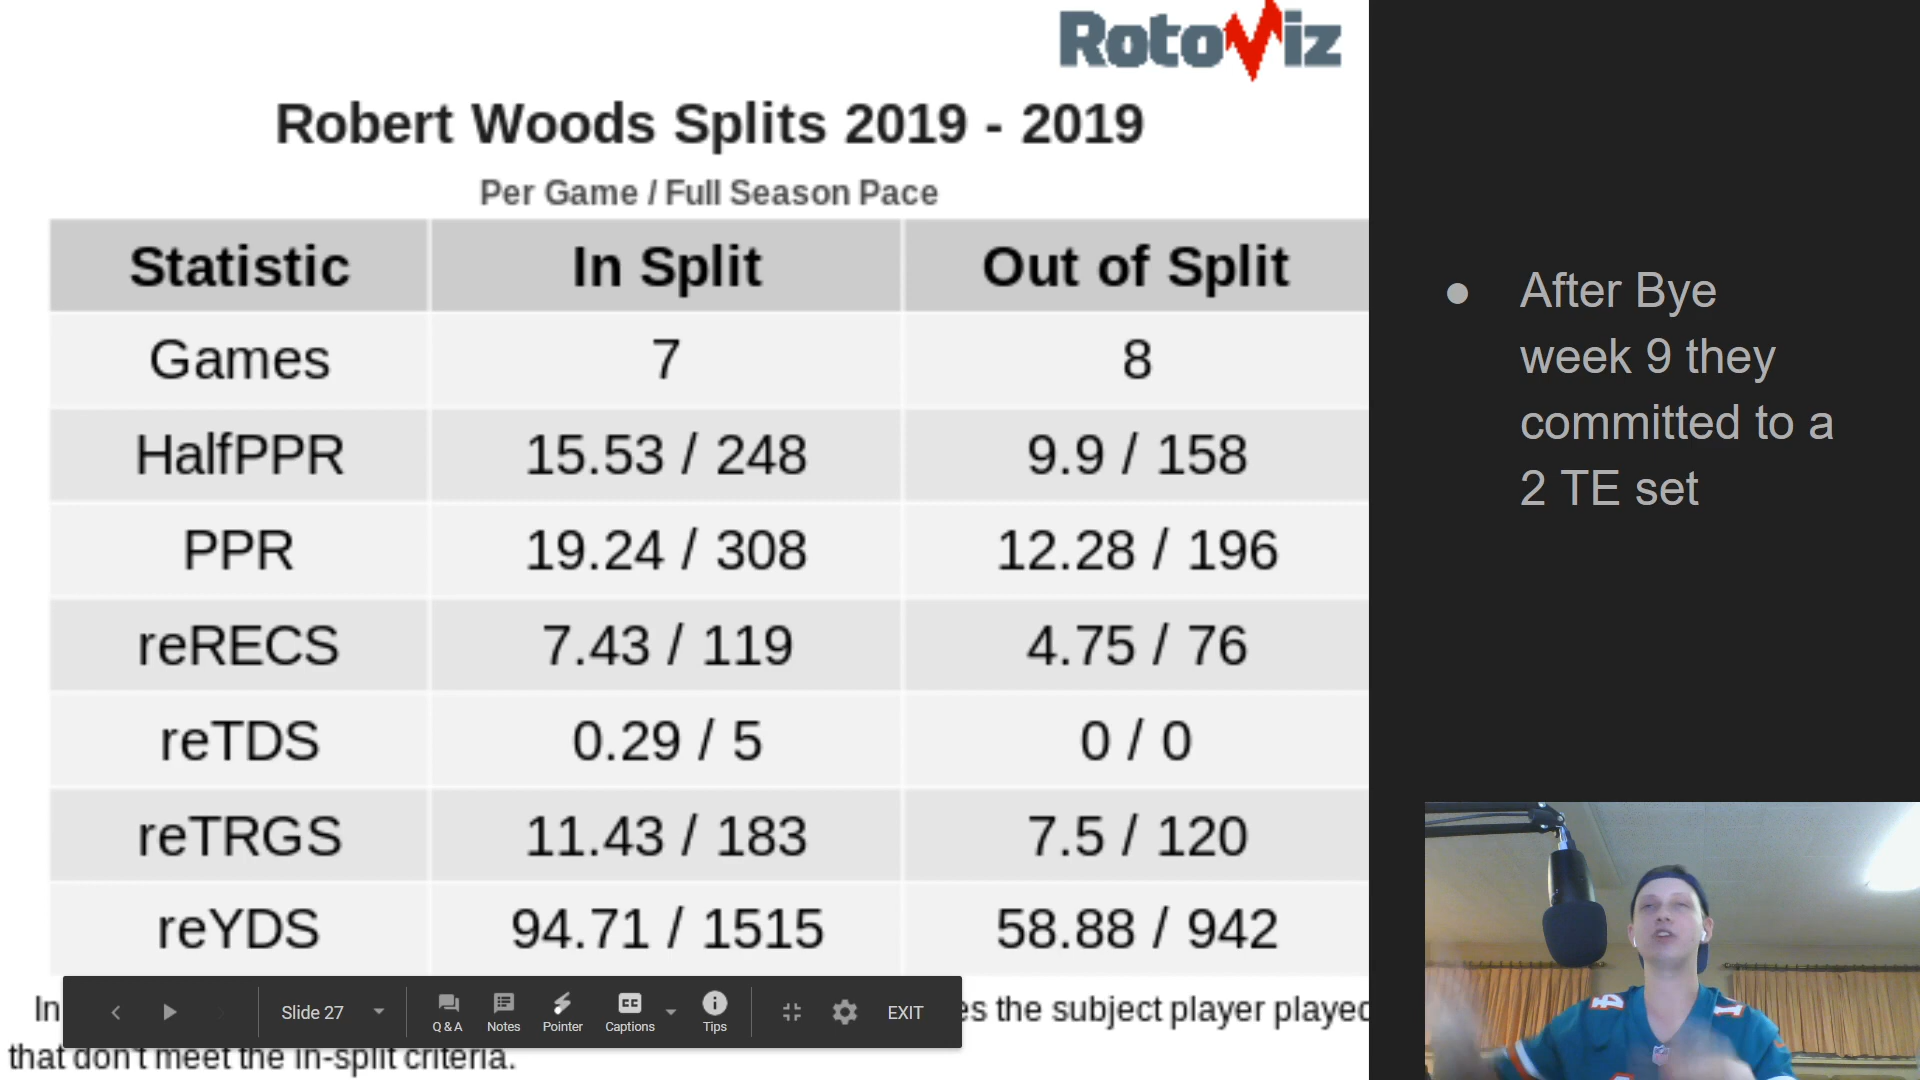 RotoViz
Robert Woods Splits 2019 - 2019
Per Game / Full Season Pace
Statistic In Split Out of Split
Games 7 8
HalfPPR 15.53 / 248 9.9 / 158
PPR 19.24 / 308 12.28 / 196
reRECS 7.43 / 119 4.75 / 76
reTDS 0.29 / 5 0 / 0
reTRGS 11.43 / 183 7.5 / 120
reYDS 94.71 / 1515 58.88 / 942
In the subject player played
that don't meet the in-split criteria.
● After Bye
week 9 they
committed to a
2 TE set
Slide 27 Q & A Notes Pointer CC Captions Tips EXIT
4 1